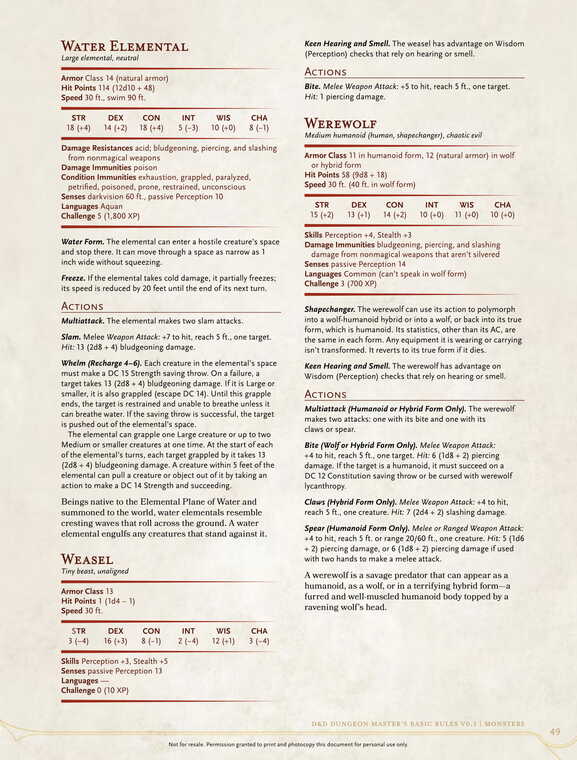 Water Elemental
Large elemental, neutral
Armor Class 14 (natural armor)
Hit Points 114 (12d10 + 48)
Speed 30 ft., swim 90 ft.
STR DEX CON INT WIS CHA
18 (+4) 14 (+2) 18 (+4) 5 (−3) 10 (+0) 8 (−1)
Damage Resistances acid; bludgeoning, piercing, and slashing
from nonmagical weapons
Damage Immunities poison
Condition Immunities exhaustion, grappled, paralyzed,
petrified, poisoned, prone, restrained, unconscious
Senses darkvision 60 ft., passive Perception 10
Languages Aquan
Challenge 5 (1,800 XP)
Water Form. The elemental can enter a hostile creature's space
and stop there. It can move through a space as narrow as 1
inch wide without squeezing.
Freeze. If the elemental takes cold damage, it partially freezes;
its speed is reduced by 20 feet until the end of its next turn.
Actions
Multiattack. The elemental makes two slam attacks.
Slam. Melee Weapon Attack: +7 to hit, reach 5 ft., one target.
Hit: 13 (2d8 + 4) bludgeoning damage.
Whelm (Recharge 4–6). Each creature in the elemental's space
must make a DC 15 Strength saving throw. On a failure, a
target takes 13 (2d8 + 4) bludgeoning damage. If it is Large or
smaller, it is also grappled (escape DC 14). Until this grapple
ends, the target is restrained and unable to breathe unless it
can breathe water. If the saving throw is successful, the target
is pushed out of the elemental's space.
The elemental can grapple one Large creature or up to two
Medium or smaller creatures at one time. At the start of each
of the elemental's turns, each target grappled by it takes 13
(2d8 + 4) bludgeoning damage. A creature within 5 feet of the
elemental can pull a creature or object out of it by taking an
action to make a DC 14 Strength and succeeding.
Beings native to the Elemental Plane of Water and
summoned to the world, water elementals resemble
cresting waves that roll across the ground. A water
elemental engulfs any creatures that stand against it.
Weasel
Tiny beast, unaligned
Armor Class 13
Hit Points 1 (1d4 – 1)
Speed 30 ft.
STR DEX CON INT WIS CHA
3 (−4) 16 (+3) 8 (−1) 2 (−4) 12 (+1) 3 (−4)
Skills Perception +3, Stealth +5
Senses passive Perception 13
Languages —
Challenge 0 (10 XP)
Keen Hearing and Smell. The weasel has advantage on Wisdom
(Perception) checks that rely on hearing or smell.
Actions
Bite. Melee Weapon Attack: +5 to hit, reach 5 ft., one target.
Hit: 1 piercing damage.
Werewolf
Medium humanoid (human, shapechanger), chaotic evil
Armor Class 11 in humanoid form, 12 (natural armor) in wolf
or hybrid form
Hit Points 58 (9d8 + 18)
Speed 30 ft. (40 ft. in wolf form)
STR DEX CON INT WIS CHA
15 (+2) 13 (+1) 14 (+2) 10 (+0) 11 (+0) 10 (+0)
Skills Perception +4, Stealth +3
Damage Immunities bludgeoning, piercing, and slashing
damage from nonmagical weapons that aren't silvered
Senses passive Perception 14
Languages Common (can't speak in wolf form)
Challenge 3 (700 XP)
Shapechanger. The werewolf can use its action to polymorph
into a wolf-humanoid hybrid or into a wolf, or back into its true
form, which is humanoid. Its statistics, other than its AC, are
the same in each form. Any equipment it is wearing or carrying
isn't transformed. It reverts to its true form if it dies.
Keen Hearing and Smell. The werewolf has advantage on
Wisdom (Perception) checks that rely on hearing or smell.
Actions
Multiattack (Humanoid or Hybrid Form Only). The werewolf
makes two attacks: one with its bite and one with its
claws or spear.
Bite (Wolf or Hybrid Form Only). Melee Weapon Attack:
+4 to hit, reach 5 ft., one target. Hit: 6 (1d8 + 2) piercing
damage. If the target is a humanoid, it must succeed on a
DC 12 Constitution saving throw or be cursed with werewolf
lycanthropy.
Claws (Hybrid Form Only). Melee Weapon Attack: +4 to hit,
reach 5 ft., one creature. Hit: 7 (2d4 + 2) slashing damage.
Spear (Humanoid Form Only). Melee or Ranged Weapon Attack:
+4 to hit, reach 5 ft. or range 20/60 ft., one creature. Hit: 5 (1d6
+ 2) piercing damage, or 6 (1d8 + 2) piercing damage if used
with two hands to make a melee attack.
A werewolf is a savage predator that can appear as a
humanoid, as a wolf, or in a terrifying hybrid form—a
furred and well-muscled humanoid body topped by a
ravening wolf's head.
D&D Dungeon Master's Basic Rules v0.3 | Monsters
49
Not for resale. Permission granted to print and photocopy this document for personal use only.